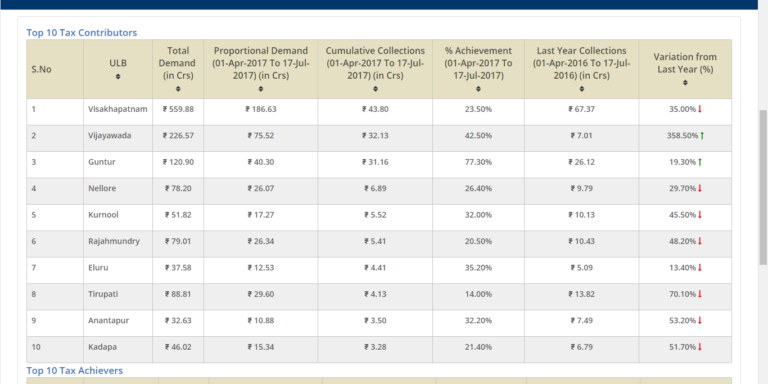 Top 10 Tax Contributors
S.No ULB Total Demand (in Crs) Proportional Demand (01-Apr-2017 To 17-Jul-2017) (in Crs) Cumulative Collections (01-Apr-2017 To 17-Jul-2017) (in Crs) % Achievement (01-Apr-2017 To 17-Jul-2017) Last Year Collections (01-Apr-2016 To 17-Jul-2016) (in Crs) Variation from Last Year (%)
1 Visakhapatnam ₹ 559.88 ₹ 186.63 ₹ 43.80 23.50% ₹ 67.37 35.00% ↓
2 Vijayawada ₹ 226.57 ₹ 75.52 ₹ 32.13 42.50% ₹ 7.01 358.50% ↑
3 Guntur ₹ 120.90 ₹ 40.30 ₹ 31.16 77.30% ₹ 26.12 19.30% ↑
4 Nellore ₹ 78.20 ₹ 26.07 ₹ 6.89 26.40% ₹ 9.79 29.70% ↓
5 Kurnool ₹ 51.82 ₹ 17.27 ₹ 5.52 32.00% ₹ 10.13 45.50% ↓
6 Rajahmundry ₹ 79.01 ₹ 26.34 ₹ 5.41 20.50% ₹ 10.43 48.20% ↓
7 Eluru ₹ 37.58 ₹ 12.53 ₹ 4.41 35.20% ₹ 5.09 13.40% ↓
8 Tirupati ₹ 88.81 ₹ 29.60 ₹ 4.13 14.00% ₹ 13.82 70.10% ↓
9 Anantapur ₹ 32.63 ₹ 10.88 ₹ 3.50 32.20% ₹ 7.49 53.20% ↓
10 Kadapa ₹ 46.02 ₹ 15.34 ₹ 3.28 21.40% ₹ 6.79 51.70% ↓
Top 10 Tax Achievers